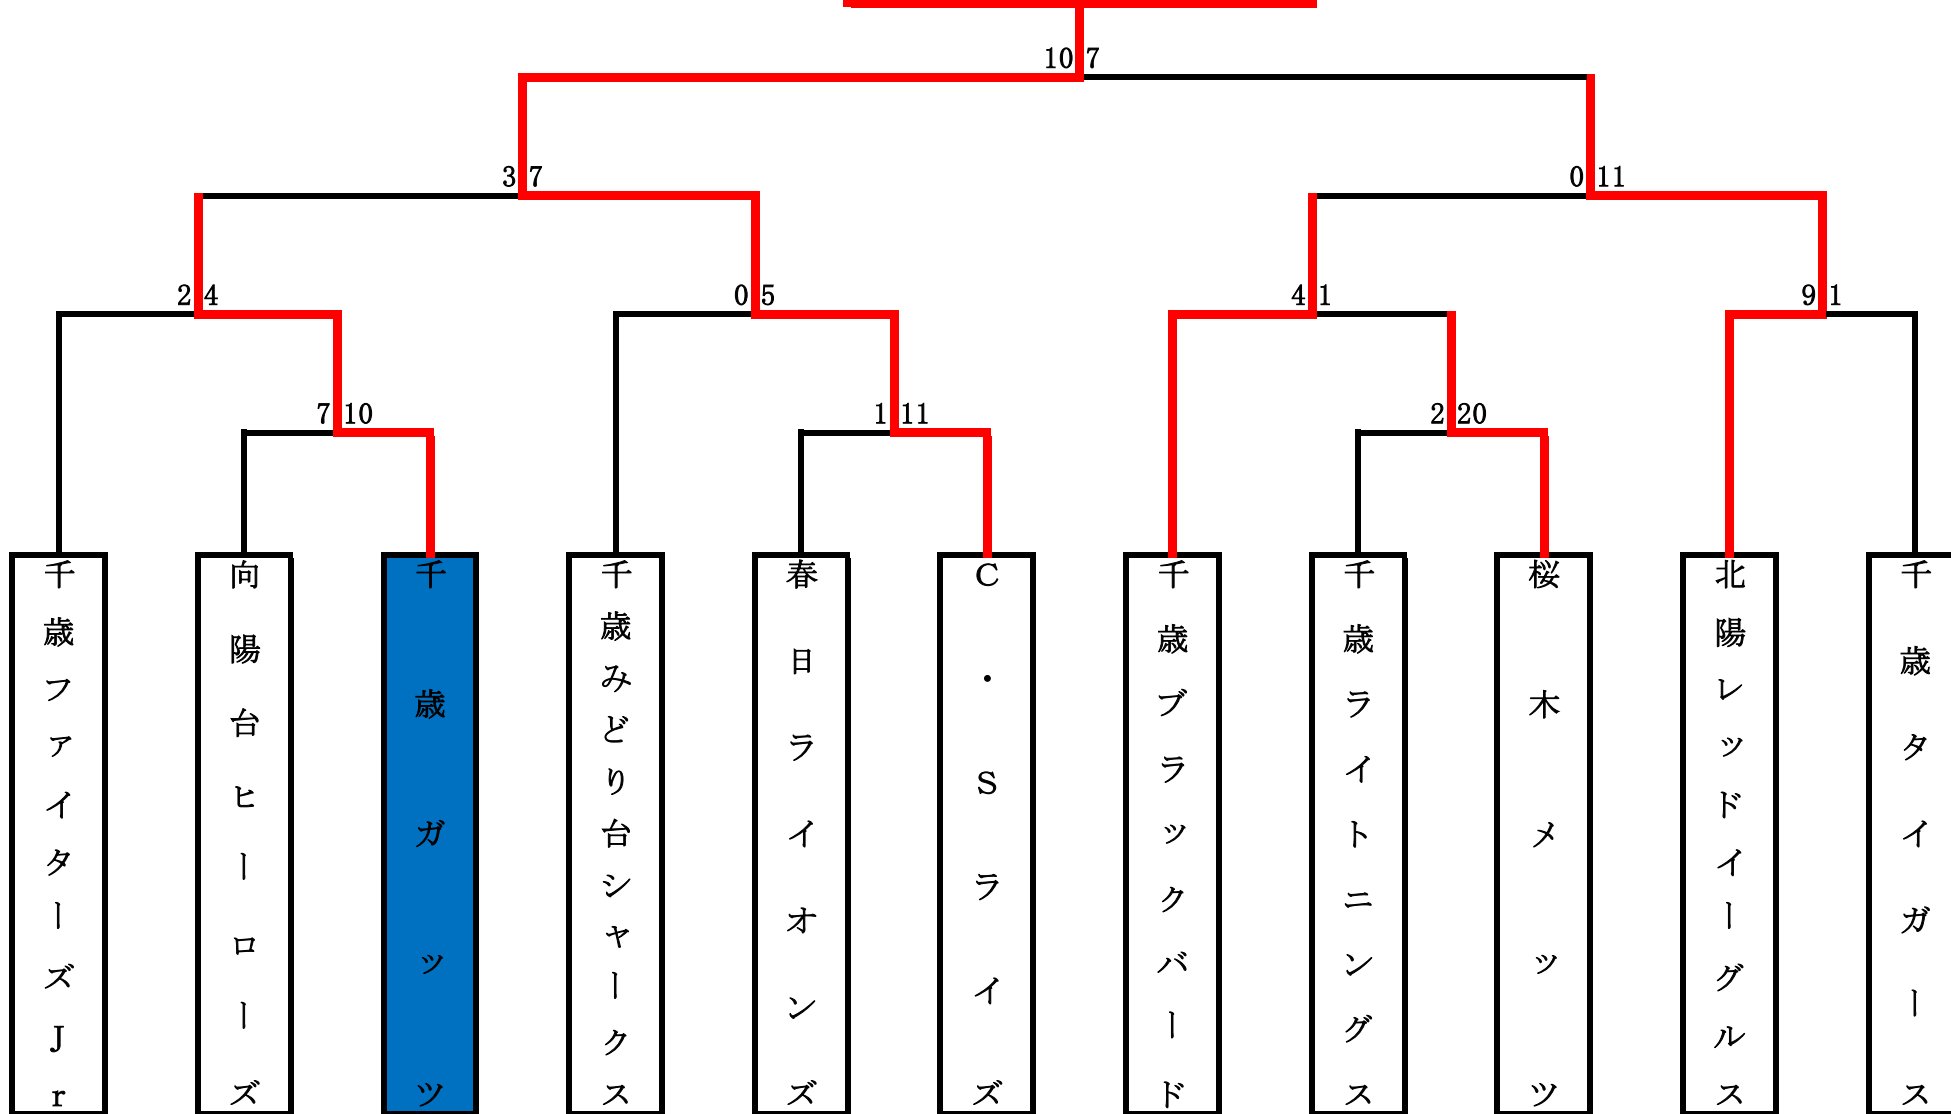 10 7
3 7
0 11
2 4
0 5
4 1
9 1
7 10
1 11
2 20
千歳ファイターズJr
向陽台ヒーローズ
千歳ガッツ
千歳みどり台シャークス
春日ライオンズ
C・Sライズ
千歳ブラックバード
千歳ライトニングス
桜木メッツ
北陽レッドイーグルス
千歳タイガース